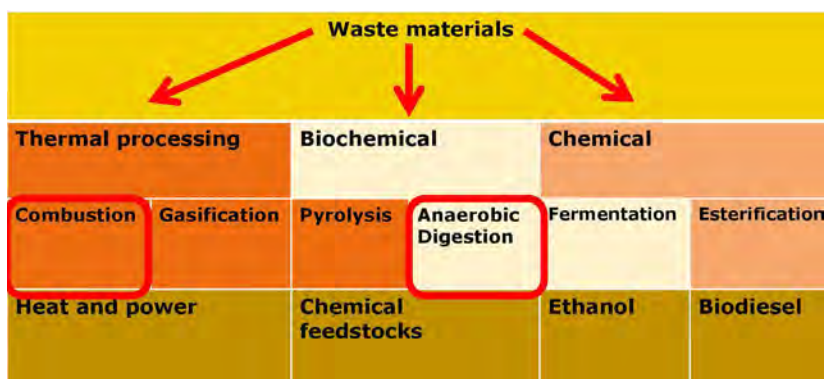 Waste materials
Thermal processing
Biochemical
Chemical
Combustion
Gasification
Pyrolysis
Anaerobic
Digestion
Fermentation
Esterification
Heat and power
Chemical
feedstocks
Ethanol
Biodiesel